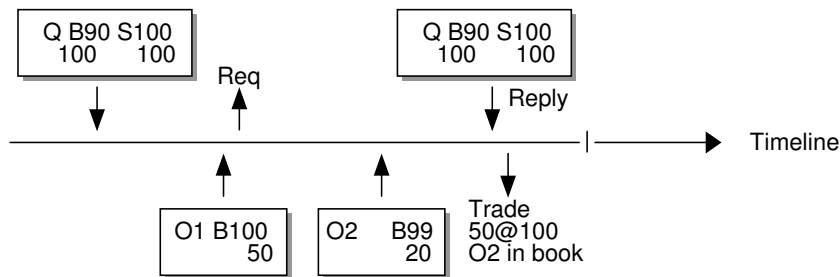 Q B90 S100
100 100
Req
Q B90 S100
100 100
Reply
Timeline
O1 B100
50
O2 B99
20
Trade
50@100
O2 in book